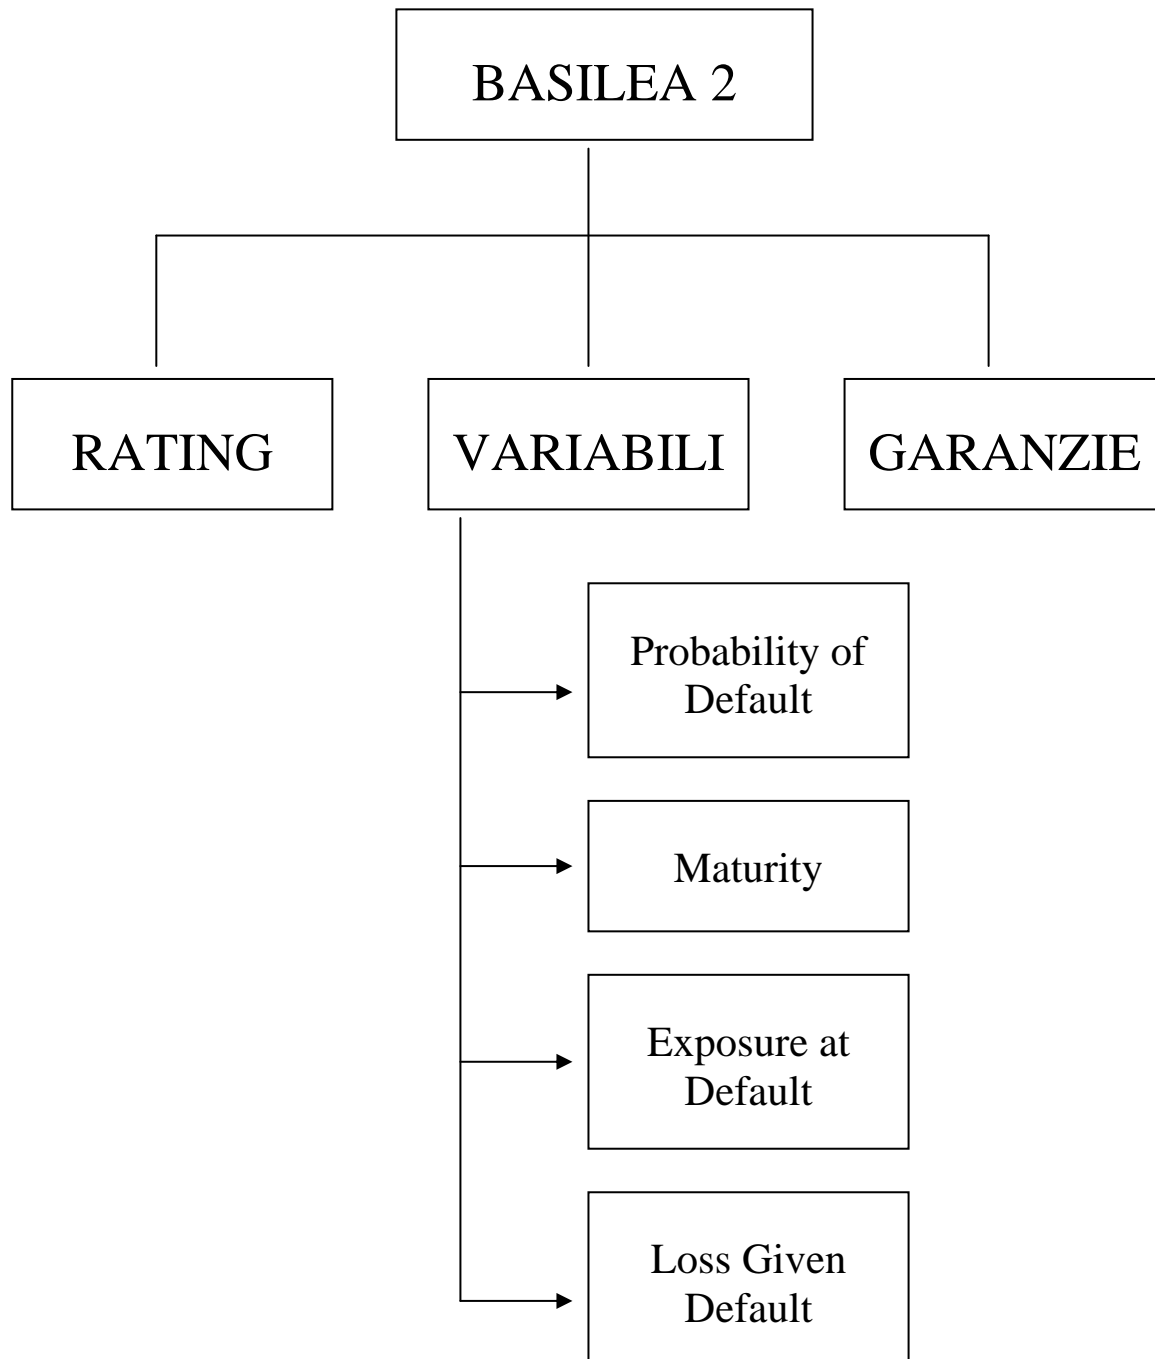 BASILEA 2
RATING
VARIABILI
GARANZIE
Probability of
Default
Maturity
Exposure at
Default
Loss Given
Default